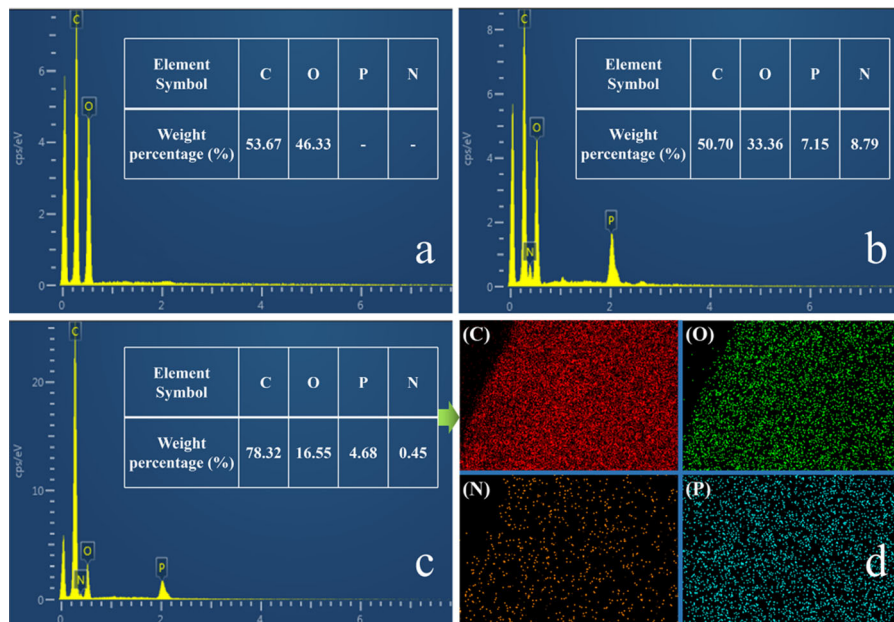 C
O
cps/eV
6
4
2
0
0 2 4 6
Element Symbol C O P N
Weight percentage (%) 53.67 46.33 - -
a
C
O
N
P
cps/eV
8
6
4
2
0
0 2 4 6
Element Symbol C O P N
Weight percentage (%) 50.70 33.36 7.15 8.79
b
C
N
O
P
cps/eV
20
10
0
0 2 4 6
Element Symbol C O P N
Weight percentage (%) 78.32 16.55 4.68 0.45
c
(C) (O)
(N) (P)
d